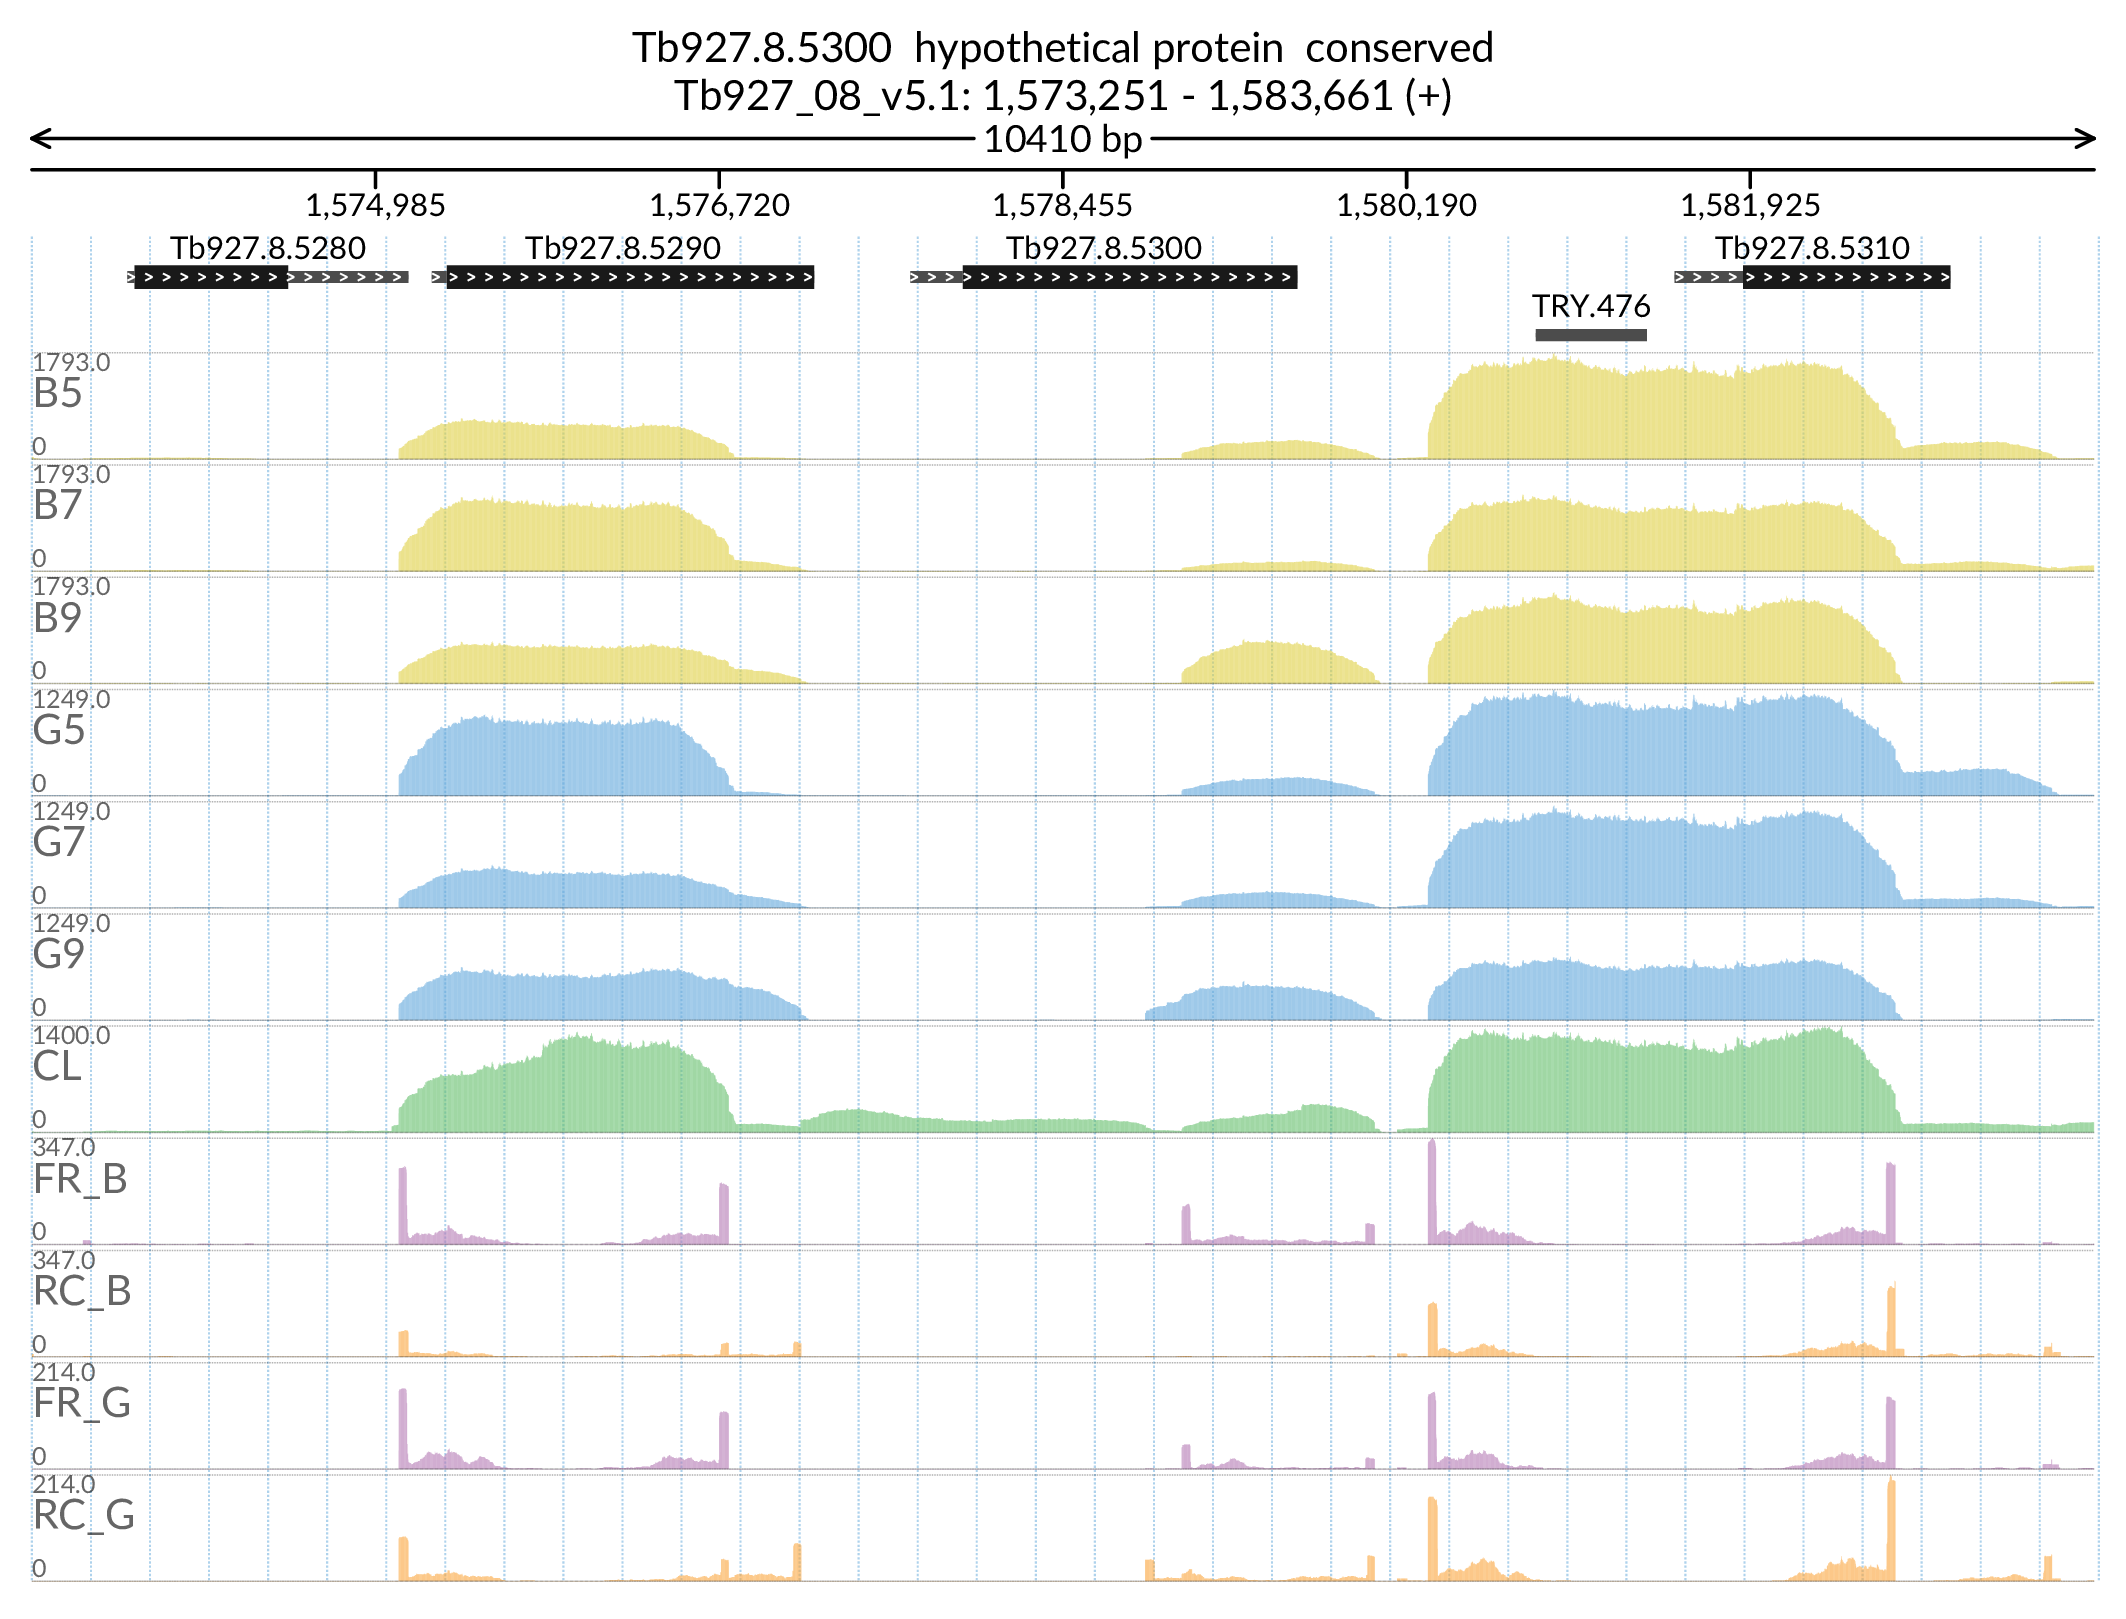 Tb927.8.5300  hypothetical protein  conserved
Tb927_08_v5.1: 1,573,251 - 1,583,661 (+)
10410 bp
1,574,985 1,576,720 1,578,455 1,580,190 1,581,925
Tb927.8.5280 Tb927.8.5290 Tb927.8.5300 Tb927.8.5310
TRY.476
1793.0
B5
0
1793.0
B7
0
1793.0
B9
0
1249.0
G5
0
1249.0
G7
0
1249.0
G9
0
1400.0
CL
0
347.0
FR_B
0
347.0
RC_B
0
214.0
FR_G
0
214.0
RC_G
0